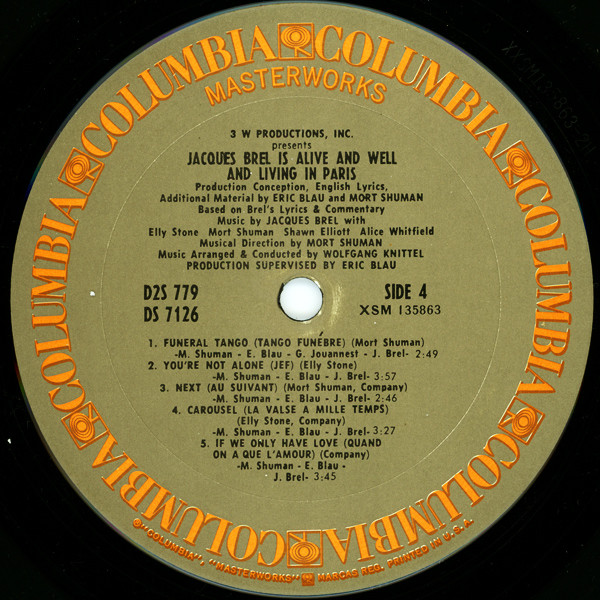 COLUMBIA COLUMBIA COLUMBIA COLUMBIA COLUMBIA COLUMBIA COLUMBIA COLUMBIA
MASTERWORKS
3 W PRODUCTIONS, INC.
presents
JACQUES BREL IS ALIVE AND WELL
AND LIVING IN PARIS
Production Conception, English Lyrics,
Additional Material by ERIC BLAU and MORT SHUMAN
Based on Brel's Lyrics & Commentary
Music by JACQUES BREL with
Elly Stone Mort Shuman Shawn Elliott Alice Whitfield
Musical Direction by MORT SHUMAN
Music Arranged & Conducted by WOLFGANG KNITTEL
PRODUCTION SUPERVISED BY ERIC BLAU
D2S 779 SIDE 4
DS 7126 XSM 135863
1. FUNERAL TANGO (TANGO FUNÉBRE) (Mort Shuman)
-M. Shuman - E. Blau - G. Jouannest - J. Brel- 2:49
2. YOU'RE NOT ALONE (JEF) (Elly Stone)
-M. Shuman - E. Blau - J. Brel- 3:57
3. NEXT (AU SUIVANT) (Mort Shuman, Company)
-M. Shuman - E. Blau - J. Brel- 2:46
4. CAROUSEL (LA VALSE A MILLE TEMPS)
(Elly Stone, Company)
-M. Shuman - E. Blau - J. Brel- 3:27
5. IF WE ONLY HAVE LOVE (QUAND
ON A QUE L'AMOUR) (Company)
-M. Shuman - E. Blau -
J. Brel- 3:45
®"COLUMBIA", "MASTERWORKS" MARCAS REG. PRINTED IN U.S.A.